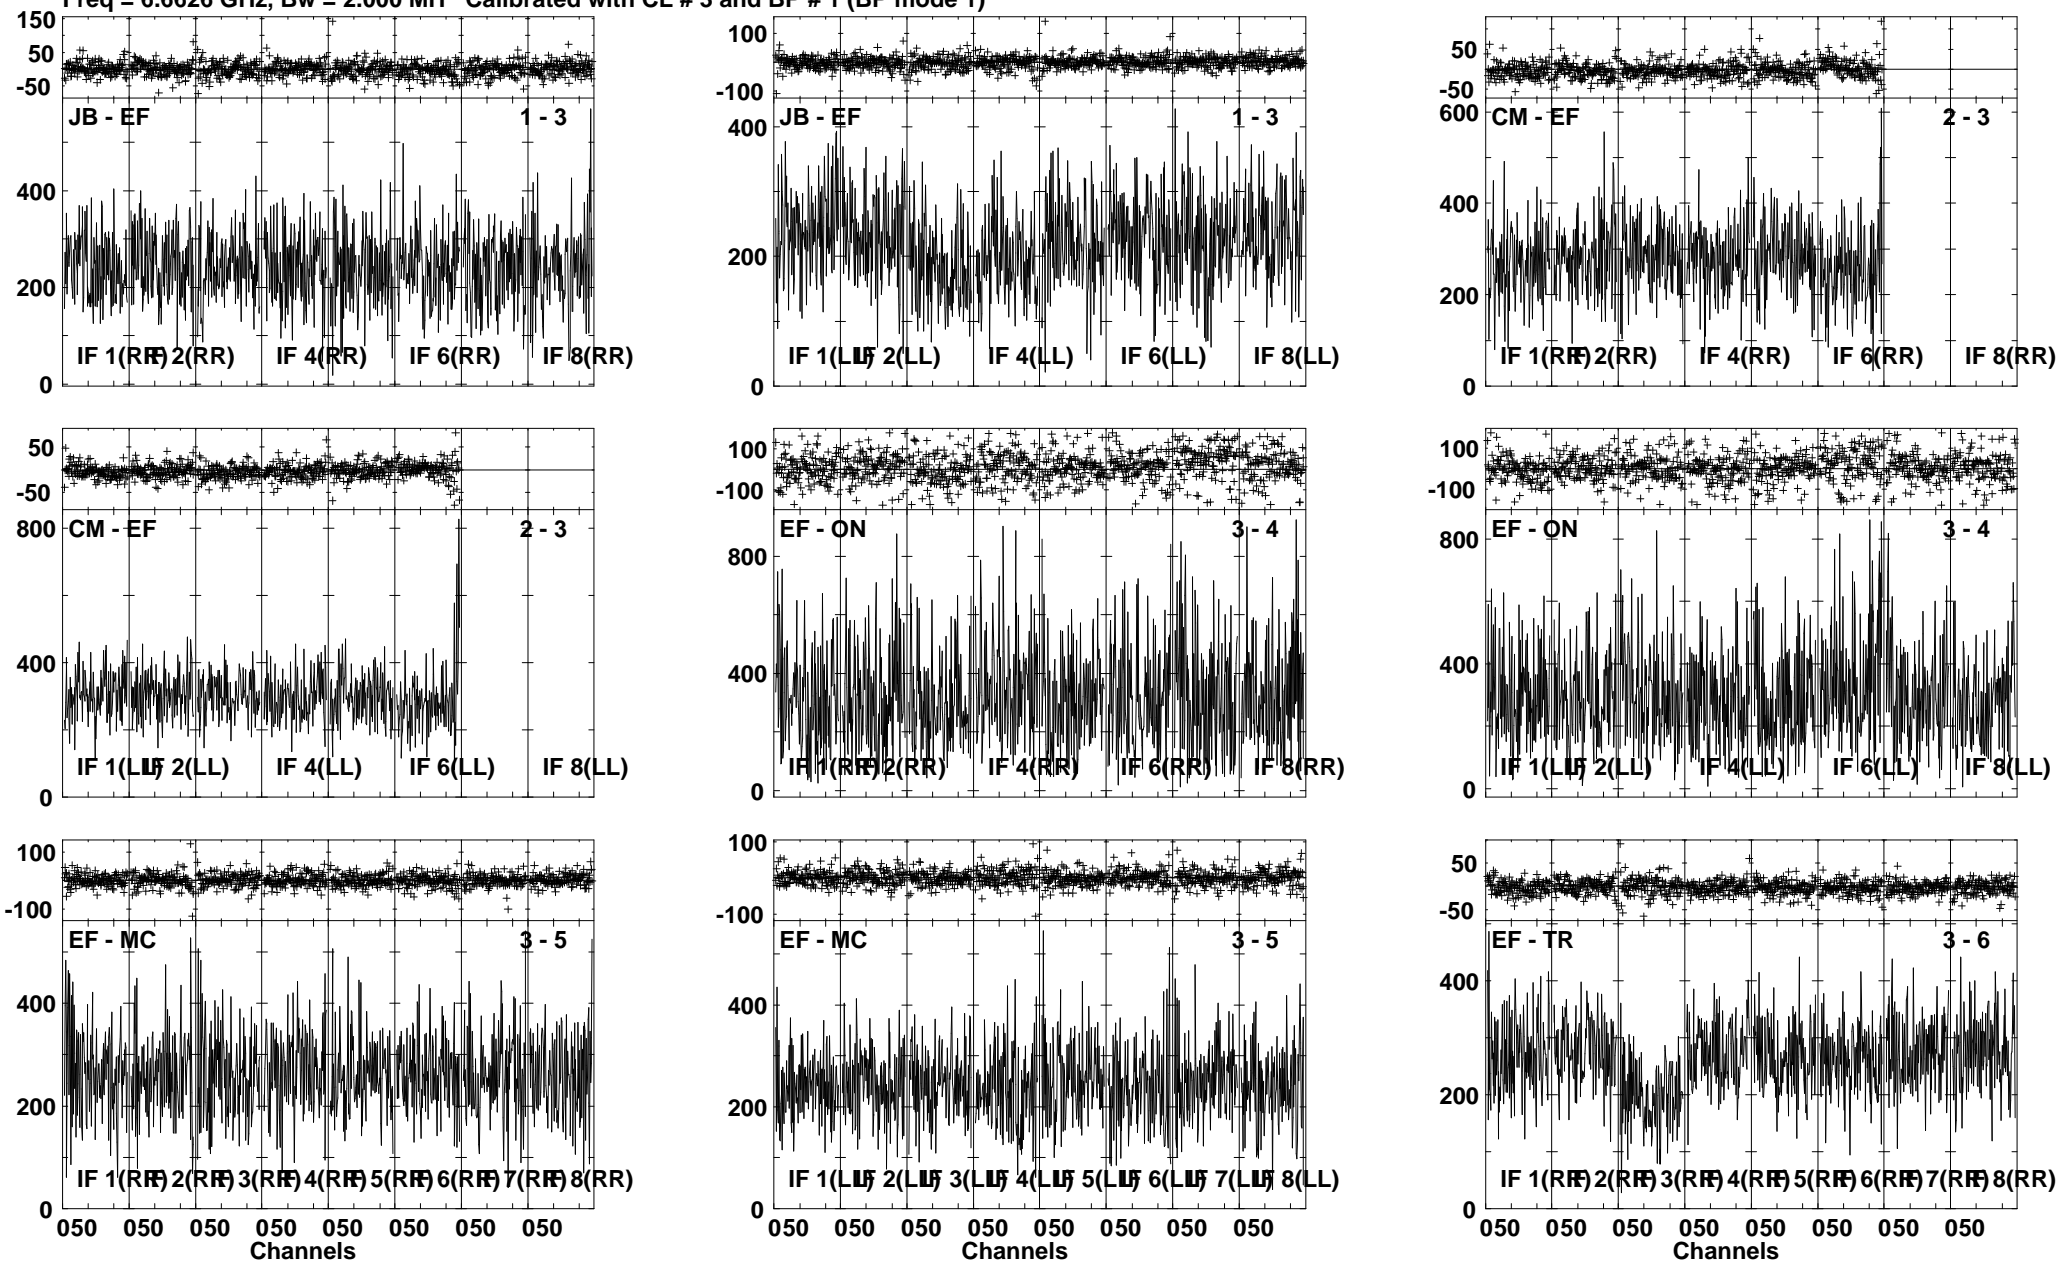 Freq = 6.6626 GHz, Bw = 2.000 MH Calibrated with CL # 3 and BP # 1 (BP mode 1)
150
50
-50
JB - EF 1 - 3
400
200
0
IF 1(RR) IF 2(RR) IF 4(RR) IF 6(RR) IF 8(RR)
100
-100
JB - EF 1 - 3
400
200
0
IF 1(LL) IF 2(LL) IF 4(LL) IF 6(LL) IF 8(LL)
50
-50
600
CM - EF 2 - 3
400
200
0
IF 1(RR) IF 2(RR) IF 4(RR) IF 6(RR) IF 8(RR)
50
-50
800
CM - EF 2 - 3
400
0
IF 1(LL) IF 2(LL) IF 4(LL) IF 6(LL) IF 8(LL)
100
-100
EF - ON 3 - 4
800
400
0
IF 1(RR) IF 2(RR) IF 4(RR) IF 6(RR) IF 8(RR)
100
-100
EF - ON 3 - 4
800
400
0
IF 1(LL) IF 2(LL) IF 4(LL) IF 6(LL) IF 8(LL)
100
-100
EF - MC 3 - 5
400
200
0
IF 1(RR) IF 2(RR) IF 3(RR) IF 4(RR) IF 5(RR) IF 6(RR) IF 7(RR) IF 8(RR)
050 050 050 050 050 050 050 050
Channels
100
-100
EF - MC 3 - 5
400
200
0
IF 1(LL) IF 2(LL) IF 3(LL) IF 4(LL) IF 5(LL) IF 6(LL) IF 7(LL) IF 8(LL)
050 050 050 050 050 050 050 050
Channels
50
-50
EF - TR 3 - 6
400
200
0
IF 1(RR) IF 2(RR) IF 3(RR) IF 4(RR) IF 5(RR) IF 6(RR) IF 7(RR) IF 8(RR)
050 050 050 050 050 050 050 050
Channels